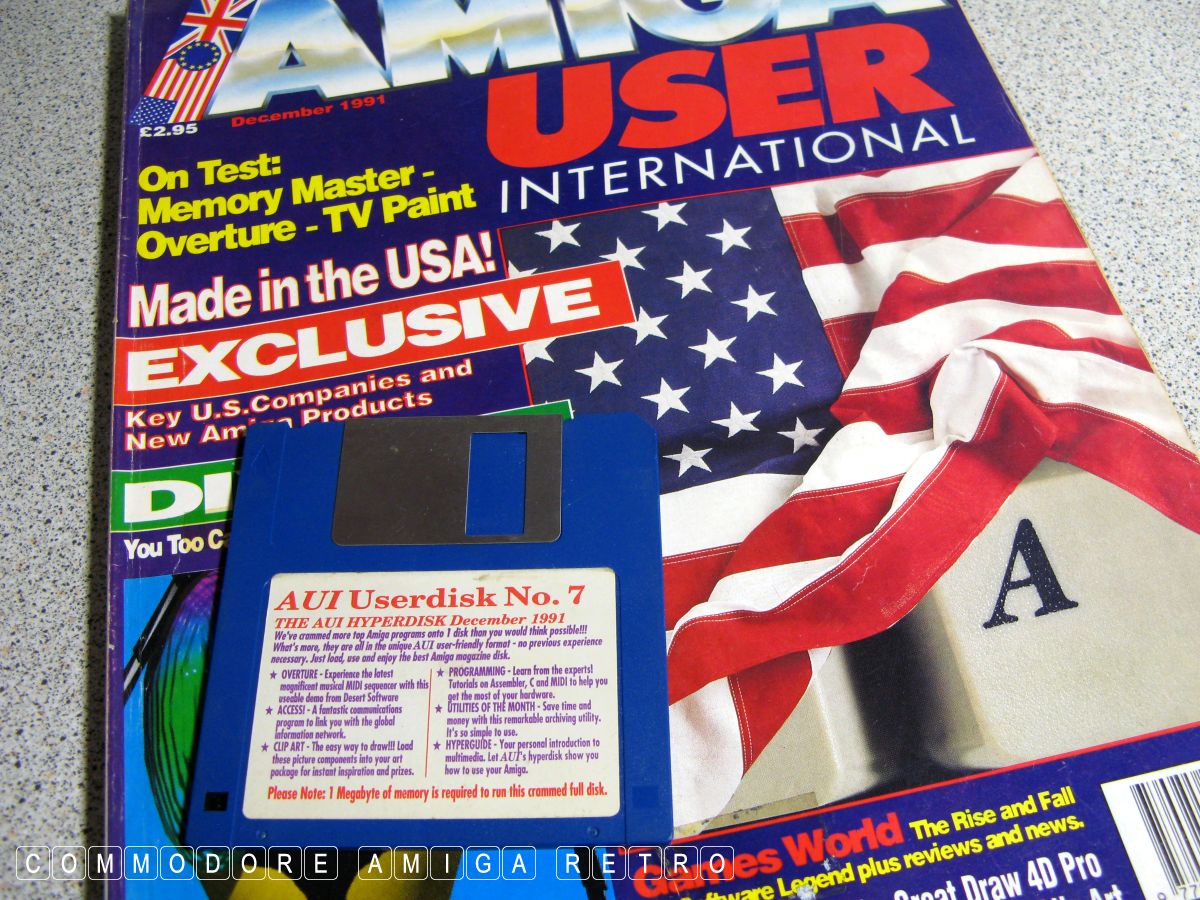 AMIGA
USER
INTERNATIONAL
December 1991
£2.95
On Test:
Memory Master -
Overture - TV Paint
Made in the USA!
EXCLUSIVE
Key U.S.Companies and
New Amiga Products
You Too
A
AUI Userdisk No. 7
THE AUI HYPERDISK December 1991
We've crammed more top Amiga programs onto 1 disk than you would think possible!!!
What's more, they are all in the unique AUI user-friendly format - no previous experience
necessary. Just load, use and enjoy the best Amiga magazine disk.
★ OVERTURE - Experience the latest
magnificent musical MIDI sequencer with this
useable demo from Desert Software
★ ACCESS! - A fantastic communications
program to link you with the global
information network.
★ CLIP ART - The easy way to draw!!! Load
these picture components into your art
package for instant inspiration and prizes.
★ PROGRAMMING - Learn from the experts!
Tutorials on Assembler, C and MIDI to help you
get the most of your hardware.
★ UTILITIES OF THE MONTH - Save time and
money with this remarkable archiving utility.
It's so simple to use.
★ HYPERGUIDE - Your personal introduction to
multimedia. Let AUI's hyperdisk show you
how to use your Amiga.
Please Note: 1 Megabyte of memory is required to run this crammed full disk.
Games World The Rise and Fall
Software Legend plus reviews and news.
Great Draw 4D Pro
Art
COMMODORE AMIGA RETRO